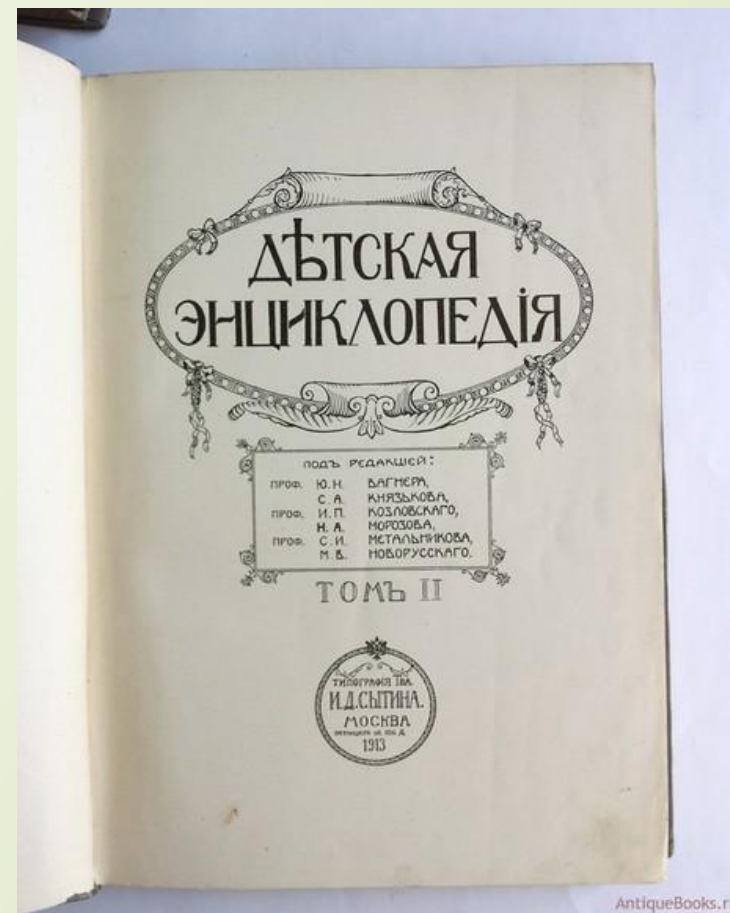 ДѢТСКАЯ
ЭНЦИКЛОПЕДІЯ
ПОДЪ РЕДАКЦІЕЙ:
ПРОФ. Ю. Н. ВАГНЕРА,
С. А. КНЯЗЬКОВА,
ПРОФ. И. П. КОЗЛОВСКАГО,
Н. А. МОРОЗОВА,
ПРОФ. С. И. МЕТАЛЬНИКОВА,
М. В. НОВОРУССКАГО.
ТОМЪ II
ТИПОГРАФІЯ
И. Д. СЫТИНА.
МОСКВА
1913
AntiqueBooks.r